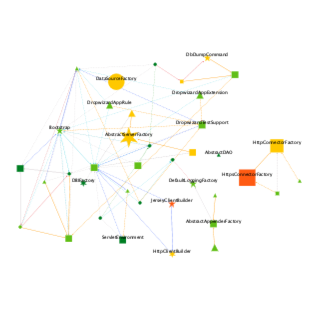 DbDumpCommand
DataSourceFactory
DropwizardAppExtension
DropwizardAppRule
DropwizardTestSupport
Bootstrap
AbstractServerFactory
HttpConnectorFactory
AbstractDAO
HttpsConnectorFactory
DBIFactory
DefaultLoggingFactory
JerseyClientBuilder
AbstractAppenderFactory
ServletEnvironment
HttpClientBuilder